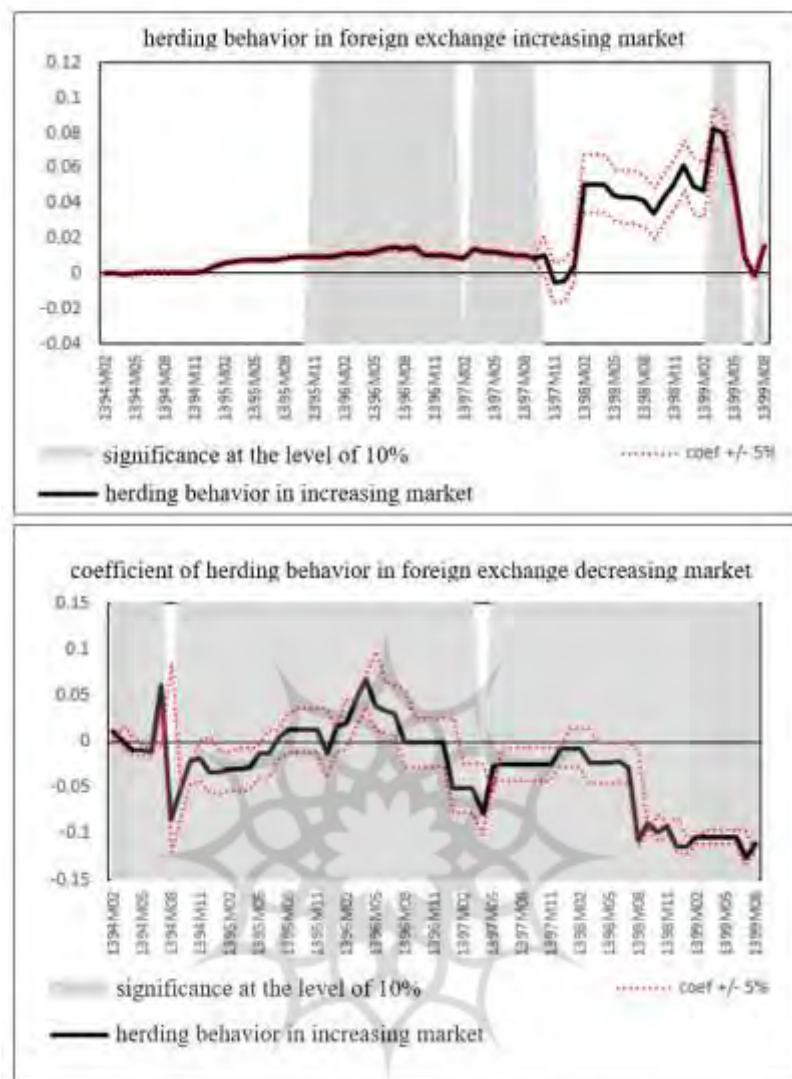 herding behavior in foreign exchange increasing market
0.12
0.1
0.08
0.06
0.04
0.02
0
-0.02
-0.04
1394M02
1394M05
1394M08
1394M11
1395M02
1395M05
1395M08
1395M11
1396M02
1396M05
1396M08
1396M11
1397M02
1397M05
1397M08
1397M11
1398M02
1398M05
1398M08
1398M11
1399M02
1399M05
1399M08
significance at the level of 10%
coef +/- 5%
herding behavior in increasing market
coefficient of herding behavior in foreign exchange decreasing market
0.15
0.1
0.05
0
-0.05
-0.1
-0.15
1394M02
1394M05
1394M08
1394M11
1395M02
1395M05
1395M08
1395M11
1396M02
1396M05
1396M08
1396M11
1397M02
1397M05
1397M08
1397M11
1398M02
1398M05
1398M08
1398M11
1399M02
1399M05
1399M08
significance at the level of 10%
coef +/- 5%
herding behavior in increasing market